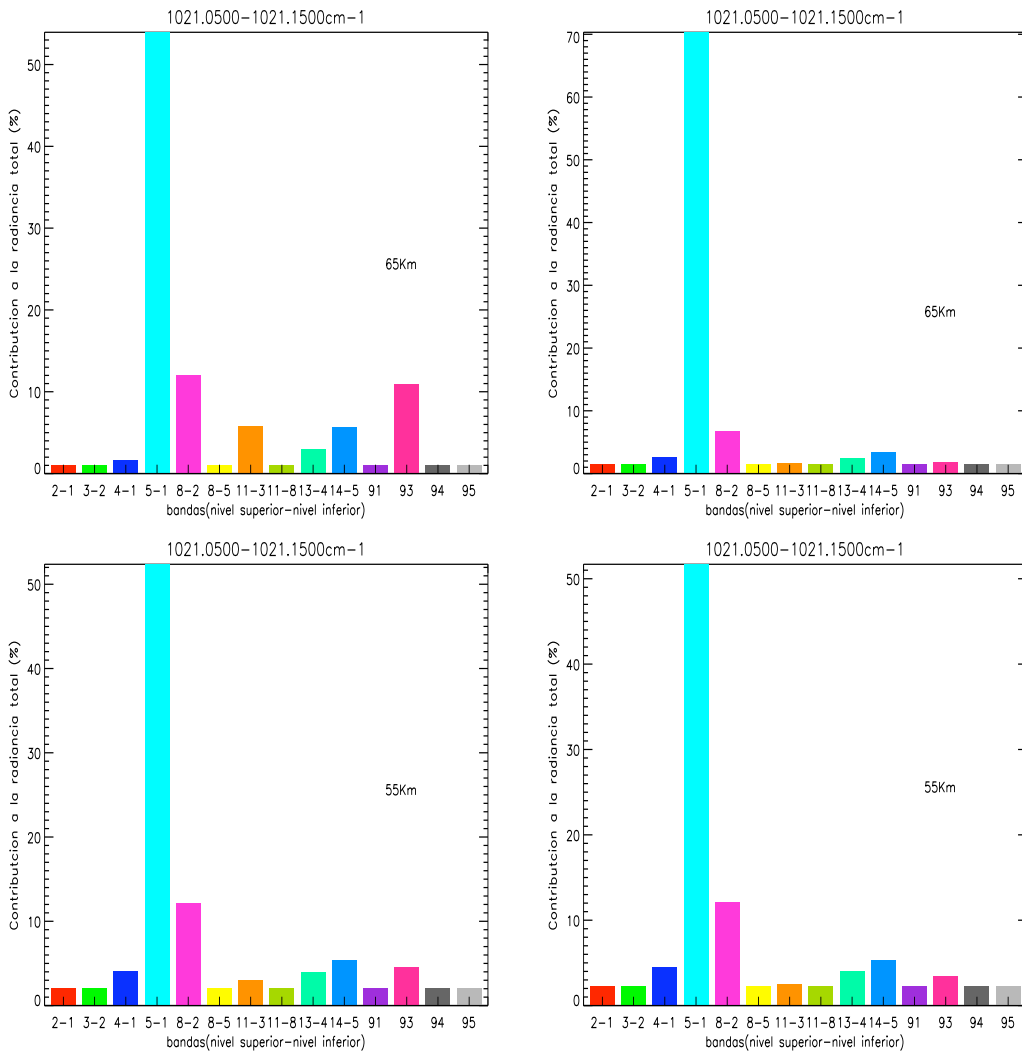 1021.0500-1021.1500cm-1
Contributcion a la radiancia total (%)
50
40
30
20
10
0
65Km
2-1 3-2 4-1 5-1 8-2 8-5 11-3 11-8 13-4 14-5 91 93 94 95
bandas(nivel superior-nivel inferior)
1021.0500-1021.1500cm-1
Contributcion a la radiancia total (%)
70
60
50
40
30
20
10
0
65Km
2-1 3-2 4-1 5-1 8-2 8-5 11-3 11-8 13-4 14-5 91 93 94 95
bandas(nivel superior-nivel inferior)
1021.0500-1021.1500cm-1
Contributcion a la radiancia total (%)
50
40
30
20
10
0
55Km
2-1 3-2 4-1 5-1 8-2 8-5 11-3 11-8 13-4 14-5 91 93 94 95
bandas(nivel superior-nivel inferior)
1021.0500-1021.1500cm-1
Contributcion a la radiancia total (%)
50
40
30
20
10
0
55Km
2-1 3-2 4-1 5-1 8-2 8-5 11-3 11-8 13-4 14-5 91 93 94 95
bandas(nivel superior-nivel inferior)